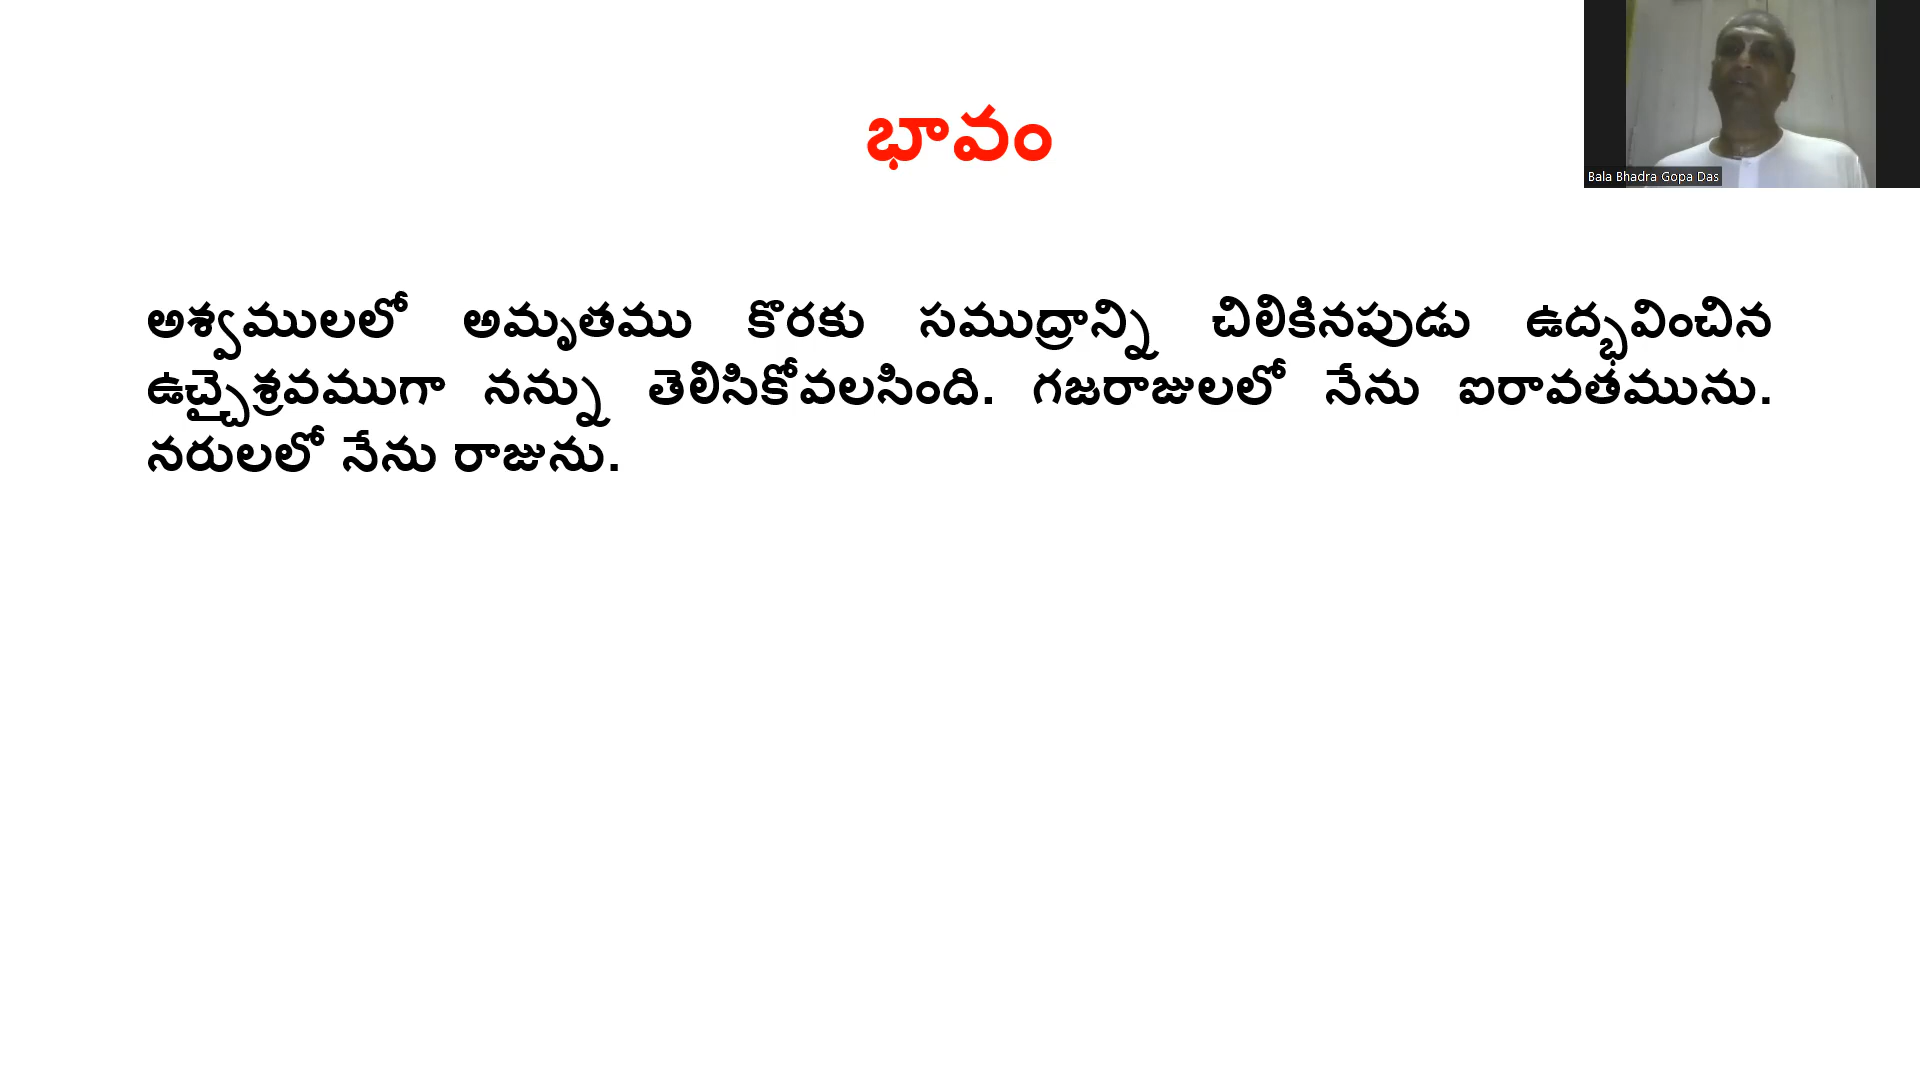 భావం
Bala Bhadra Gopa Das
అశ్వములలో అమృతము కొరకు సముద్రాన్ని చిలికినపుడు ఉద్భవించిన
ఉచ్చైశ్రవముగా నన్ను తెలిసికోవలసింది. గజరాజులలో నేను ఐరావతమును.
నరులలో నేను రాజును.